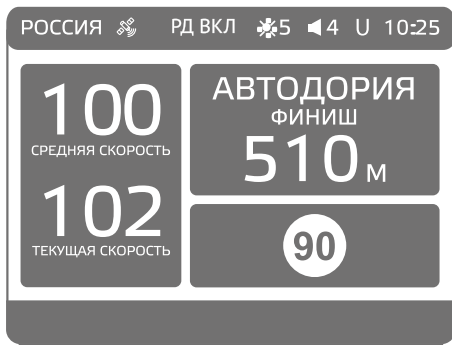 РОССИЯ РД ВКЛ 5 4 U 10:25
100
СРЕДНЯЯ СКОРОСТЬ
102
ТЕКУЩАЯ СКОРОСТЬ
АВТОДОРИЯ
ФИНИШ
510 М
90